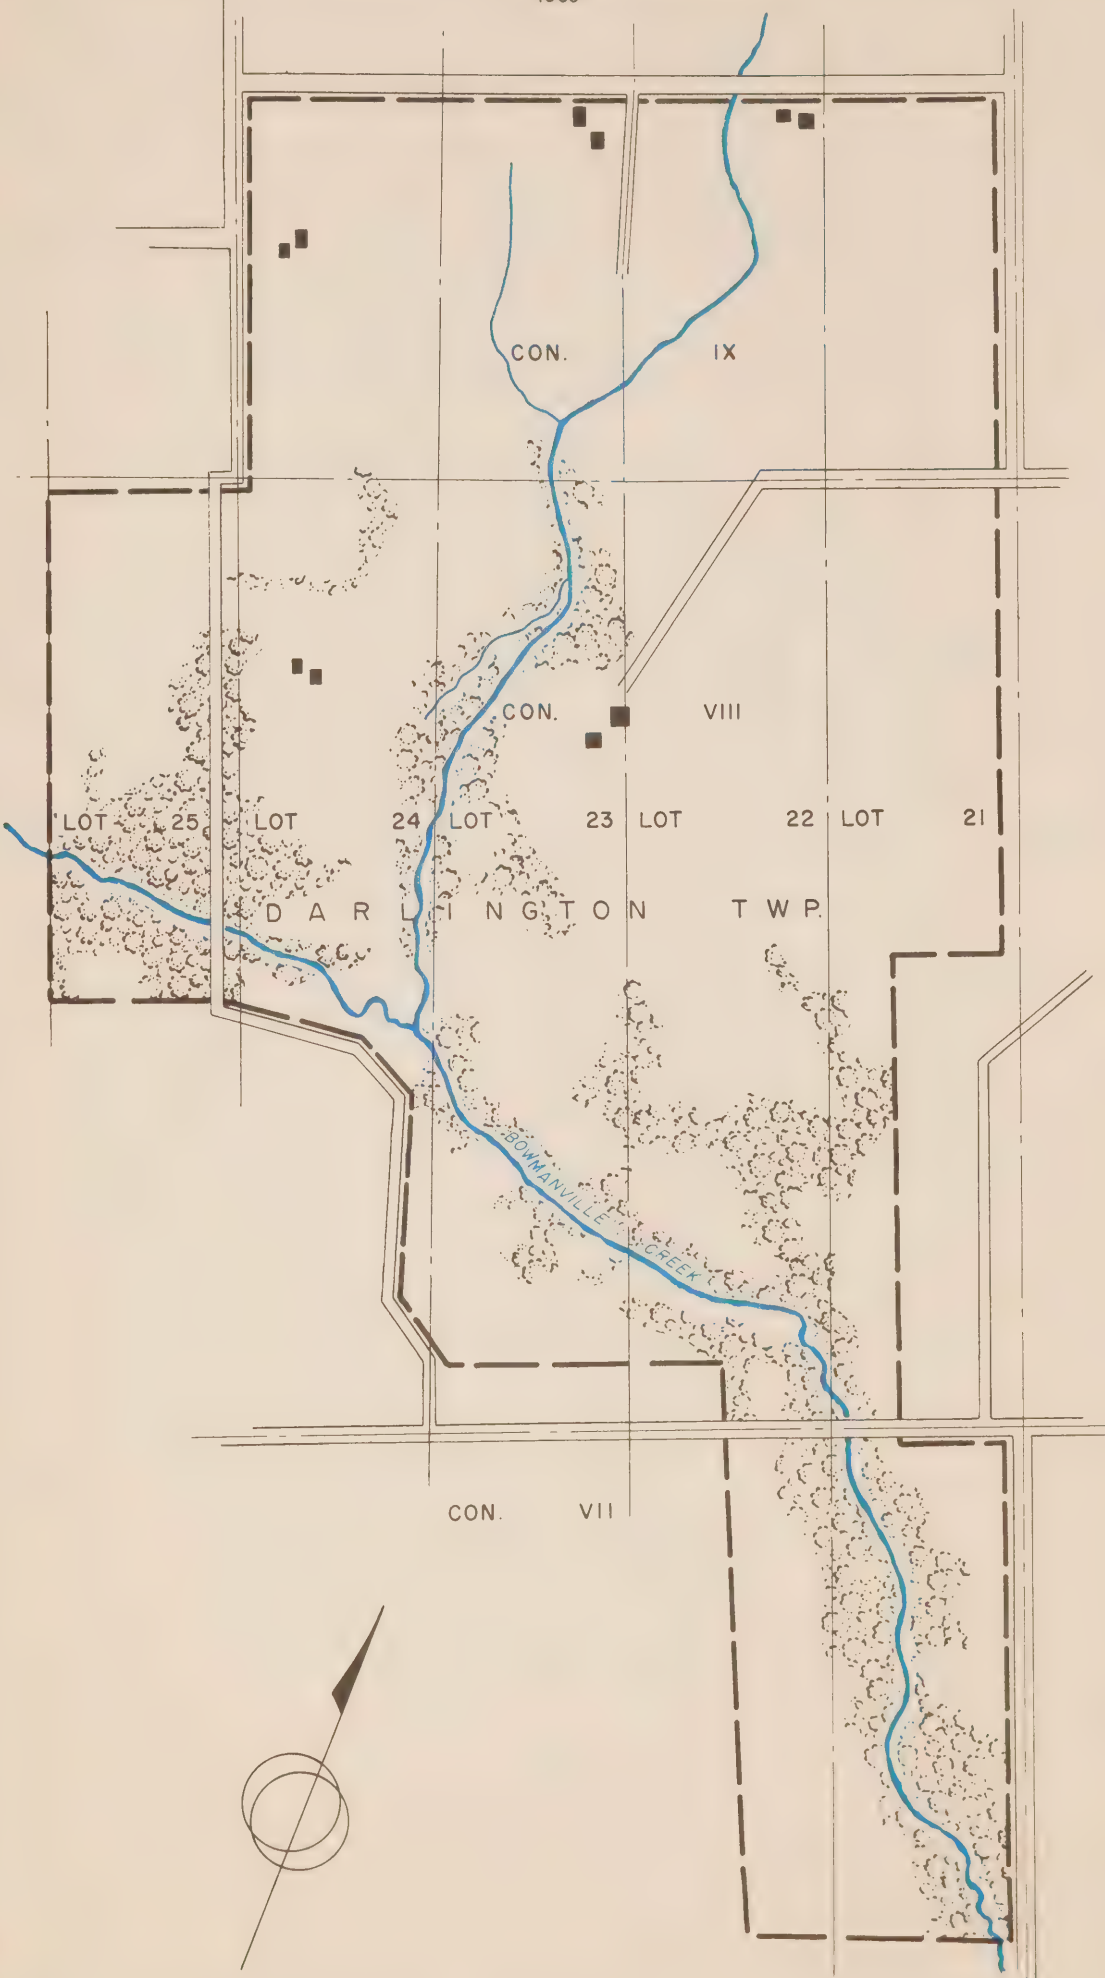 CON. IX
CON. VIII
LOT 25 LOT 24 LOT 23 LOT 22 LOT 21
DARLINGTON TWP.
BOWMANVILLE CREEK
CON. VII